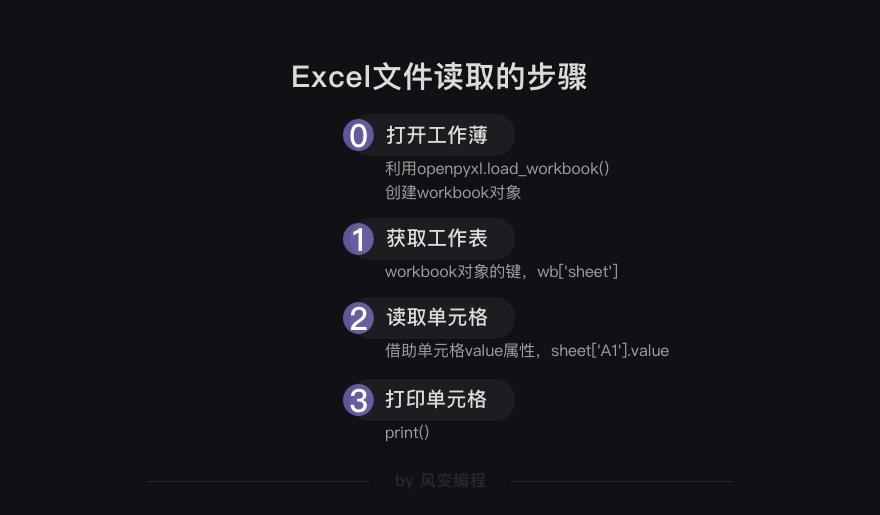 Excel文件读取的步骤
0 打开工作薄
利用openpyxl.load_workbook()
创建workbook对象
1 获取工作表
workbook对象的键，wb['sheet']
2 读取单元格
借助单元格value属性，sheet['A1'].value
3 打印单元格
print()
by 风变编程